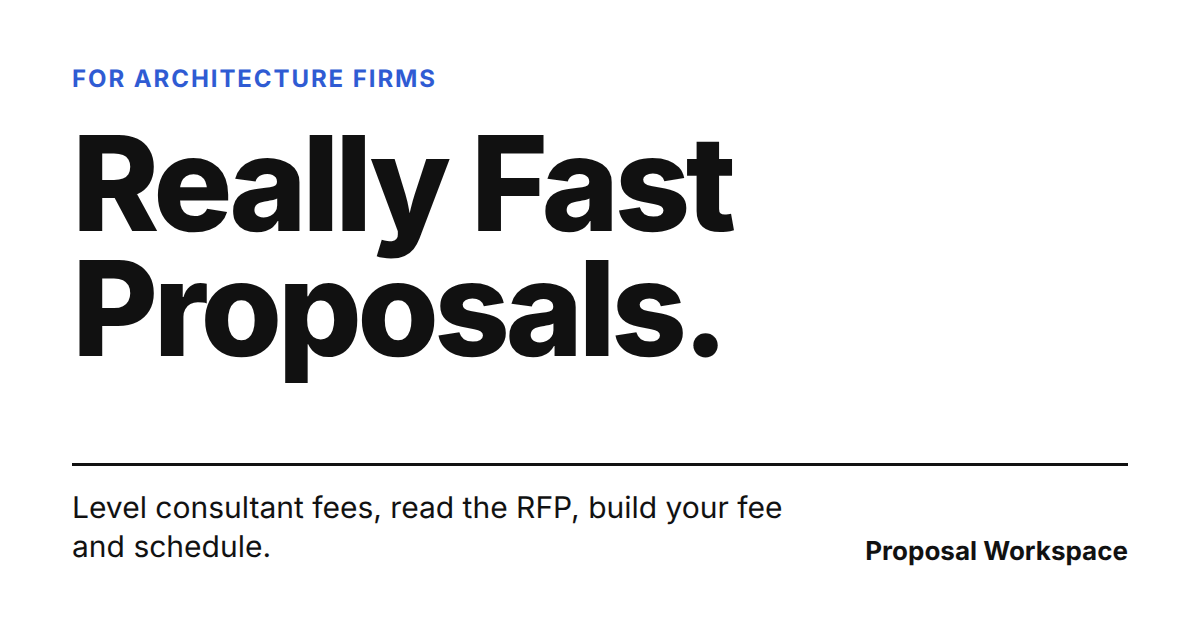 FOR ARCHITECTURE FIRMS
Really Fast
Proposals.
Level consultant fees, read the RFP, build your fee
and schedule.
Proposal Workspace